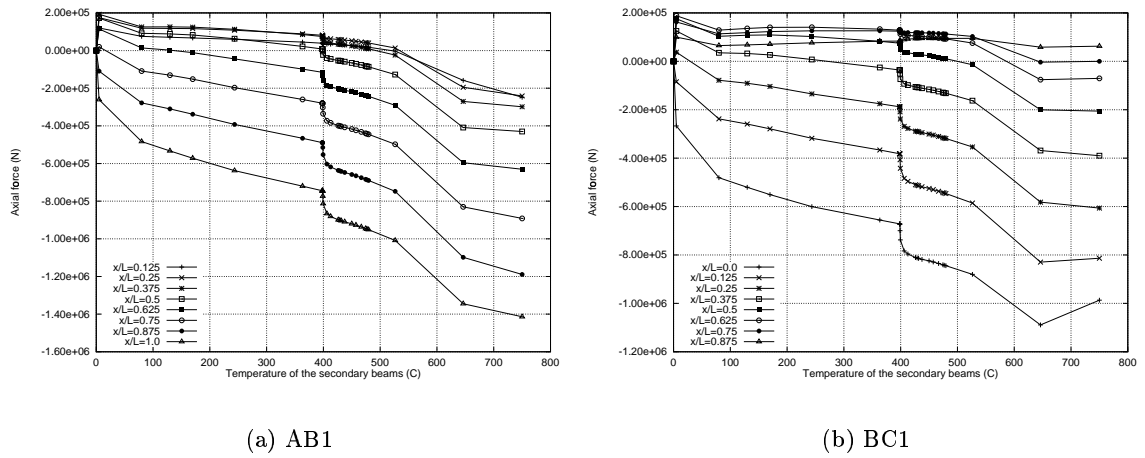 2.00e+05
0.00e+00
-2.00e+05
-4.00e+05
-6.00e+05
-8.00e+05
-1.00e+06
-1.20e+06
-1.40e+06
-1.60e+06
Axial force (N)
x/L=0.125
x/L=0.25
x/L=0.375
x/L=0.5
x/L=0.625
x/L=0.75
x/L=0.875
x/L=1.0
0 100 200 300 400 500 600 700 800
Temperature of the secondary beams (C)
(a) AB1
2.00e+05
0.00e+00
-2.00e+05
-4.00e+05
-6.00e+05
-8.00e+05
-1.00e+06
-1.20e+06
Axial force (N)
x/L=0.0
x/L=0.125
x/L=0.25
x/L=0.375
x/L=0.5
x/L=0.625
x/L=0.75
x/L=0.875
0 100 200 300 400 500 600 700 800
Temperature of the secondary beams (C)
(b) BC1